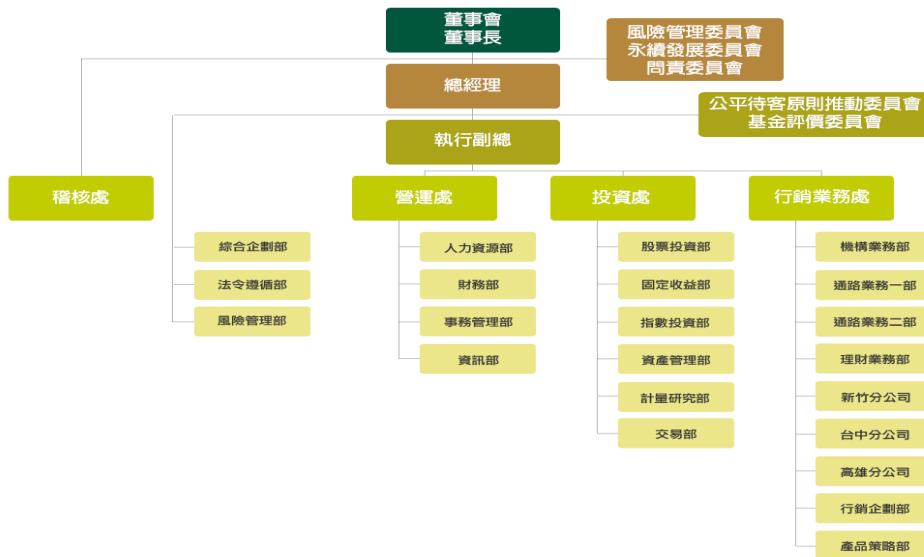 董事會
董事長
風險管理委員會
永續發展委員會
問責委員會
總經理
公平待客原則推動委員會
基金評價委員會
執行副總
稽核處
營運處
投資處
行銷業務處
綜合企劃部
法令遵循部
風險管理部
人力資源部
財務部
事務管理部
資訊部
股票投資部
固定收益部
指數投資部
資產管理部
計量研究部
交易部
機構業務部
通路業務一部
通路業務二部
理財業務部
新竹分公司
台中分公司
高雄分公司
行銷企劃部
產品策略部